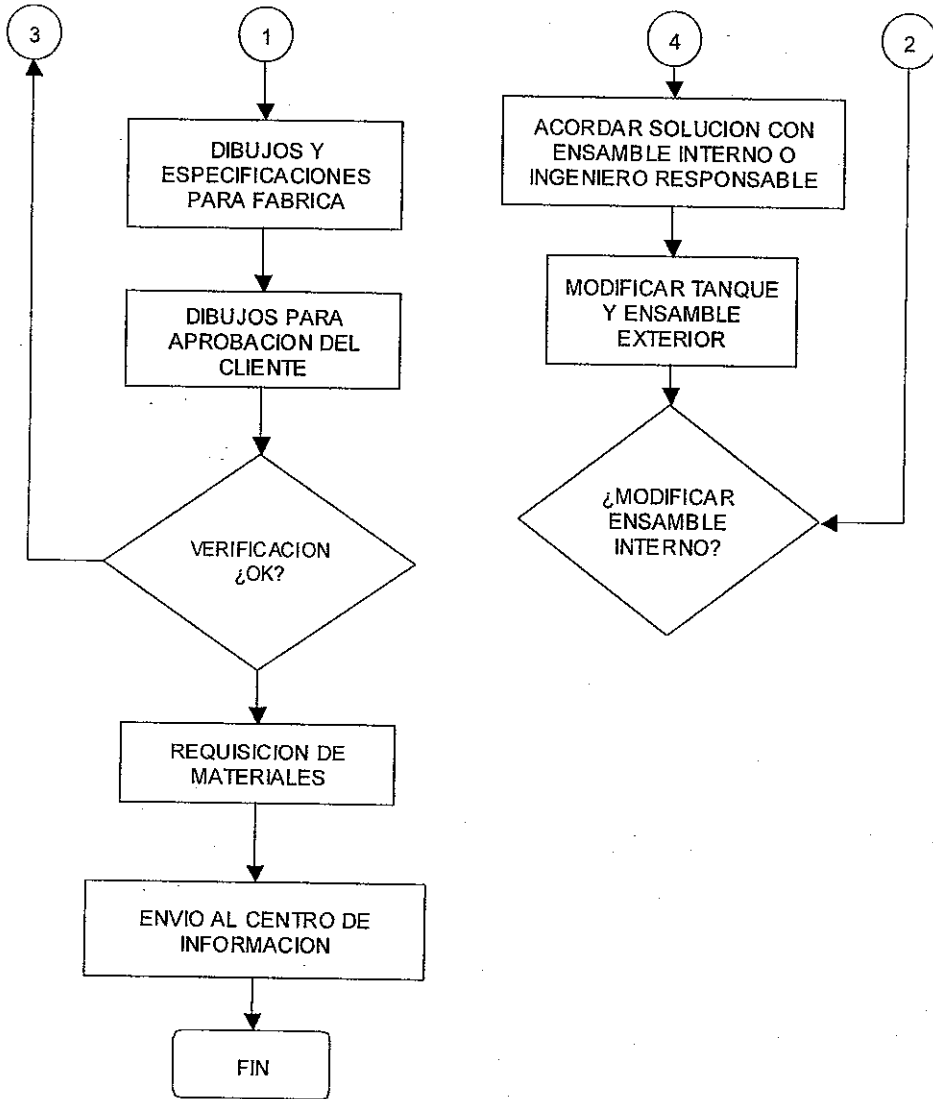 3
1
DIBUJOS Y
ESPECIFICACIONES
PARA FABRICA
DIBUJOS PARA
APROBACION DEL
CLIENTE
VERIFICACION
¿OK?
REQUISICION DE
MATERIALES
ENVIO AL CENTRO DE
INFORMACION
FIN
4
2
ACORDAR SOLUCION CON
ENSAMBLE INTERNO O
INGENIERO RESPONSABLE
MODIFICAR TANQUE
Y ENSAMBLE
EXTERIOR
¿MODIFICAR
ENSAMBLE
INTERNO?